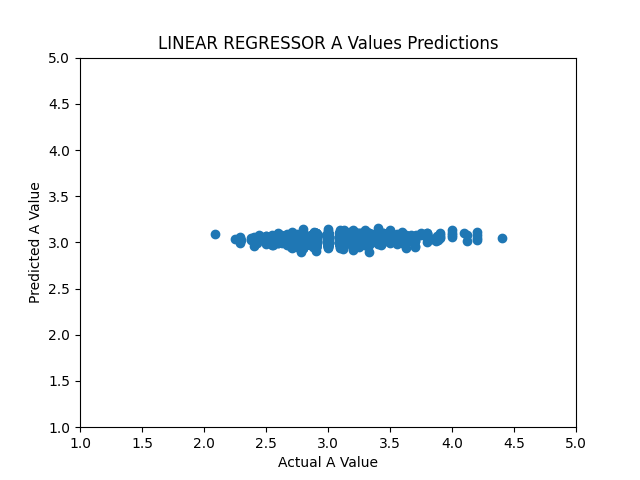 LINEAR REGRESSOR A Values Predictions
Predicted A Value
5.0
4.5
4.0
3.5
3.0
2.5
2.0
1.5
1.0
1.0 1.5 2.0 2.5 3.0 3.5 4.0 4.5 5.0
Actual A Value